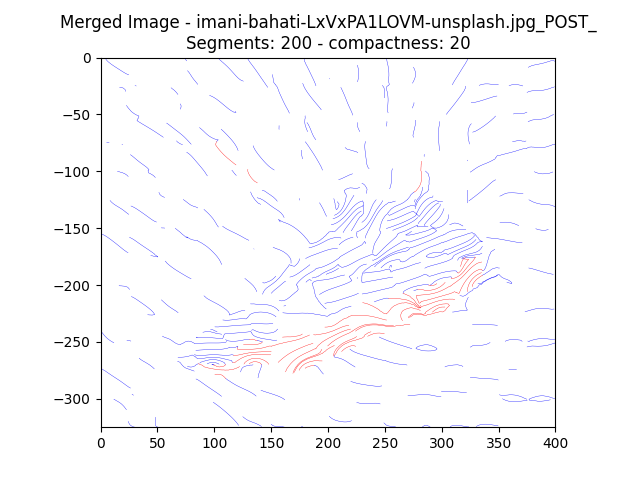 Merged Image - imani-bahati-LxVxPA1LOVM-unsplash.jpg_POST_
Segments: 200 - compactness: 20
0
−50
−100
−150
−200
−250
−300
0 50 100 150 200 250 300 350 400